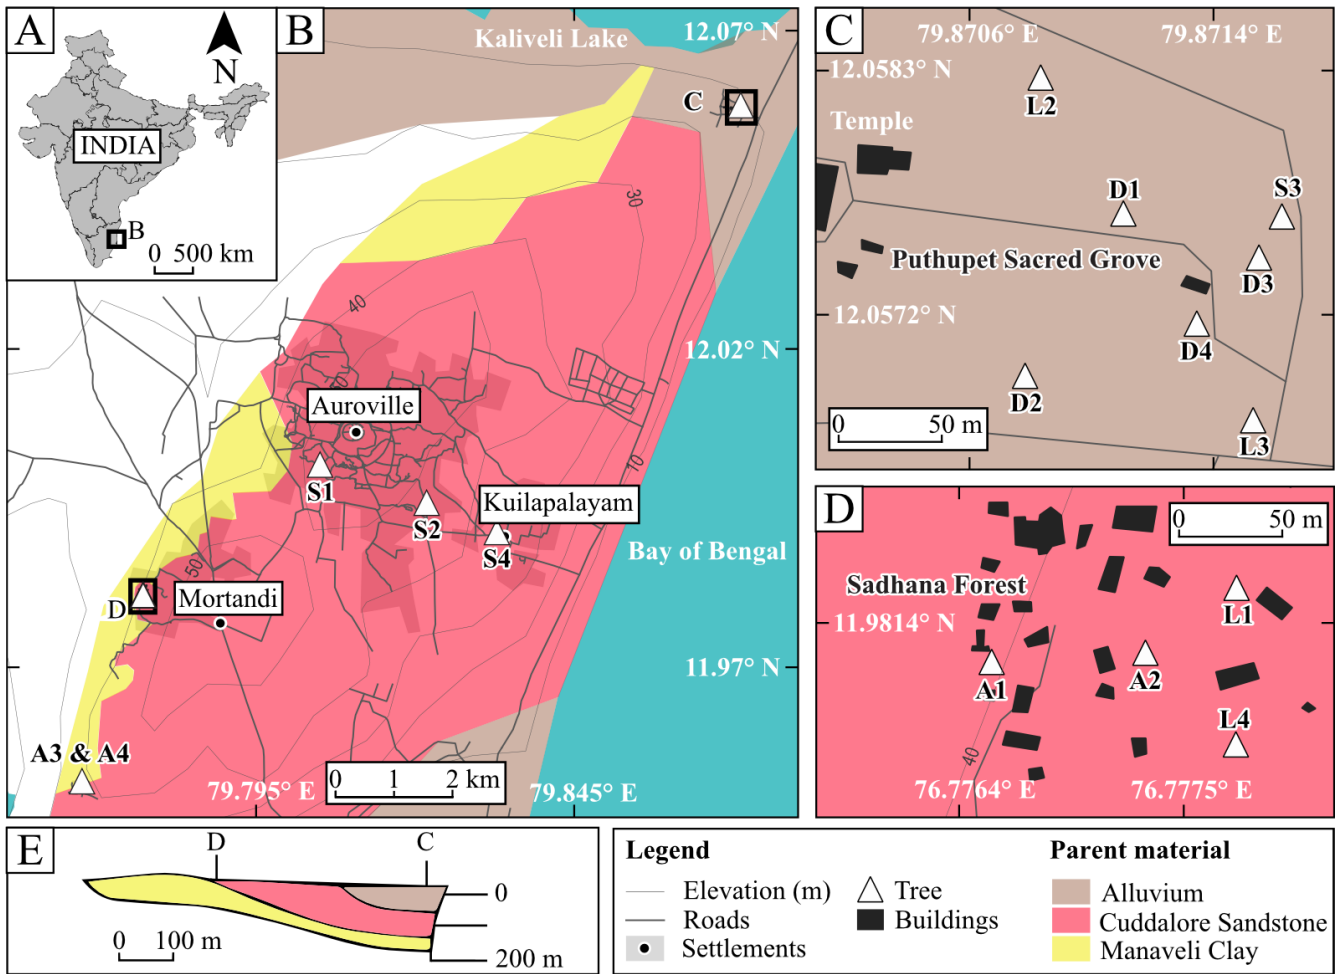 A
N
INDIA
B
0 500 km
B
Kaliveli Lake
12.07° N
C
30
40
50
12.02° N
Auroville
S1
S2
Kuilapalayam
S4
10
Bay of Bengal
50
D
Mortandi
11.97° N
A3 & A4
0 1 2 km
79.795° E
79.845° E
C
79.8706° E
79.8714° E
12.0583° N
L2
Temple
D1
S3
Puthupet Sacred Grove
D3
12.0572° N
D4
D2
0 50 m
L3
D
0 50 m
Sadhana Forest
L1
11.9814° N
A1
A2
L4
40
76.7764° E
76.7775° E
E
D
C
0
0 100 m
200 m
Legend
Elevation (m)
Roads
Settlements
Tree
Buildings
Parent material
Alluvium
Cuddalore Sandstone
Manaveli Clay